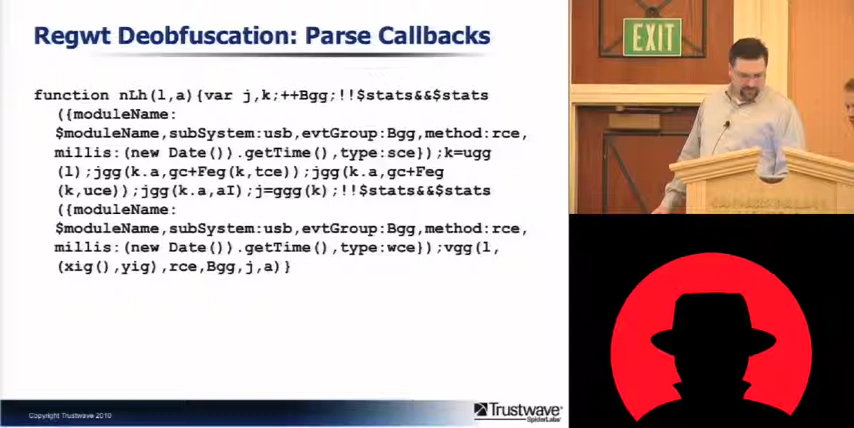 Regwt Deobfuscation: Parse Callbacks
function nLh(l,a){var j,k;++Bgg;!!$stats&&$stats
({moduleName:
$moduleName,subSystem:usb,evtGroup:Bgg,method:rce,
millis:(new Date()).getTime(),type:sce});k=ugg
(l);jgg(k.a,gc+Feg(k,tce));jgg(k.a,gc+Feg
(k,uce));jgg(k.a,aI);j=ggg(k);!!$stats&&$stats
({moduleName:
$moduleName,subSystem:usb,evtGroup:Bgg,method:rce,
millis:(new Date()).getTime(),type:wce});vgg(l,
(xig(),yig),rce,Bgg,j,a)}
Copyright Trustwave 2010
Trustwave®
SpiderLabs®
EXIT